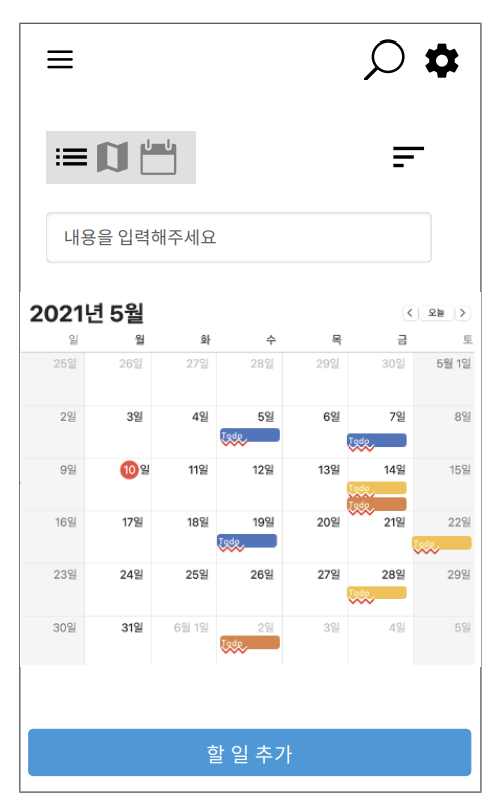 내용을 입력해주세요
2021년 5월
오늘
일 월 화 수 목 금 토
25일 26일 27일 28일 29일 30일 5월 1일
2일 3일 4일 5일 6일 7일 8일
Todo Todo
9일 10일 11일 12일 13일 14일 15일
Todo
Todo
16일 17일 18일 19일 20일 21일 22일
Todo Todo
23일 24일 25일 26일 27일 28일 29일
Todo
30일 31일 6월 1일 2일 3일 4일 5일
Todo
할 일 추가